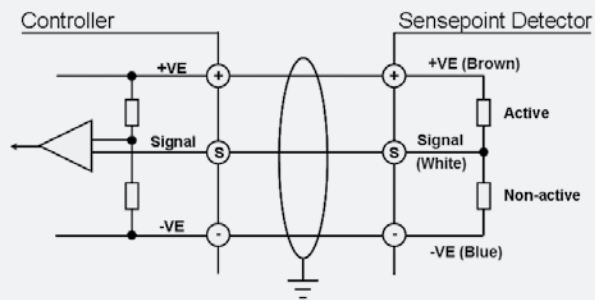 Controller
Sensepoint Detector
+VE
+
+
+VE (Brown)
Active
Signal
S
S
Signal
(White)
Non-active
-VE
-
-
-VE (Blue)